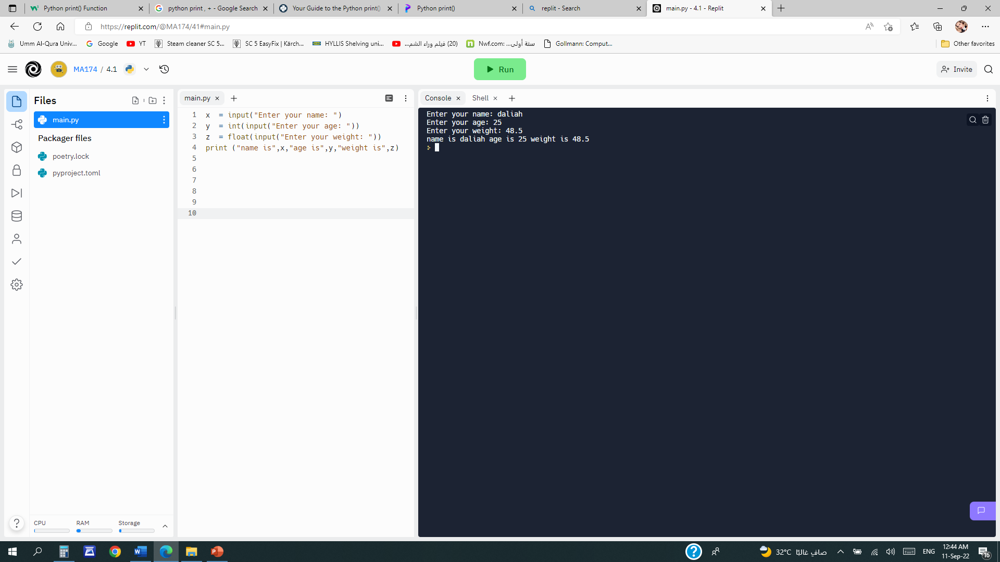 Python print() Function
python print , + - Google Search
Your Guide to the Python print()
Python print()
replit - Search
main.py - 4.1 - Replit
https://replit.com/@MA174/41#main.py
Umm Al-Qura Univ...
Google
YT
Steam cleaner SC 5...
SC 5 EasyFix | Kärch...
IKEA HYLLIS Shelving uni...
(20) فيلم وراء الشم...
n Nwf.com: سنة أولى...
Gollmann: Comput...
Other favorites
MA174 / 4.1
Run
Invite
Files
main.py
Packager files
poetry.lock
pyproject.toml
CPU
RAM
Storage
main.py
1 x  = input("Enter your name: ")
2 y  = int(input("Enter your age: "))
3 z  = float(input("Enter your weight: "))
4 print ("name is",x,"age is",y,"weight is",z)
5
6
7
8
9
10
Console
Shell
Enter your name: daliah
Enter your age: 25
Enter your weight: 48.5
name is daliah age is 25 weight is 48.5
32°C صافٍ غالبًا
ENG
12:44 AM
11-Sep-22
16